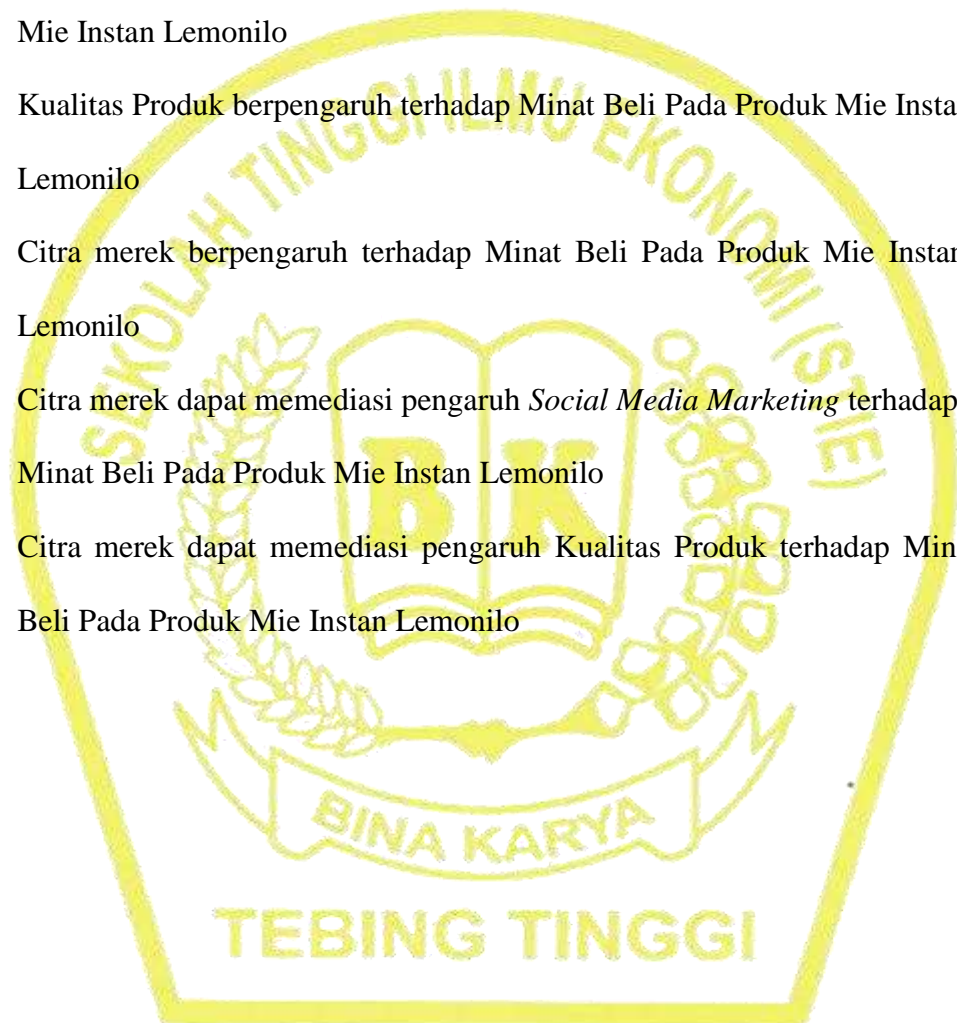 Mie Instan Lemonilo
Kualitas Produk berpengaruh terhadap Minat Beli Pada Produk Mie Insta
Lemonilo
Citra merek berpengaruh terhadap Minat Beli Pada Produk Mie Instan
Lemonilo
Citra merek dapat memediasi pengaruh Social Media Marketing terhadap
Minat Beli Pada Produk Mie Instan Lemonilo
Citra merek dapat memediasi pengaruh Kualitas Produk terhadap Min
Beli Pada Produk Mie Instan Lemonilo
SEKOLAH TINGGI ILMU EKONOMI (STIE)
BK
BINA KARYA
TEBING TINGGI